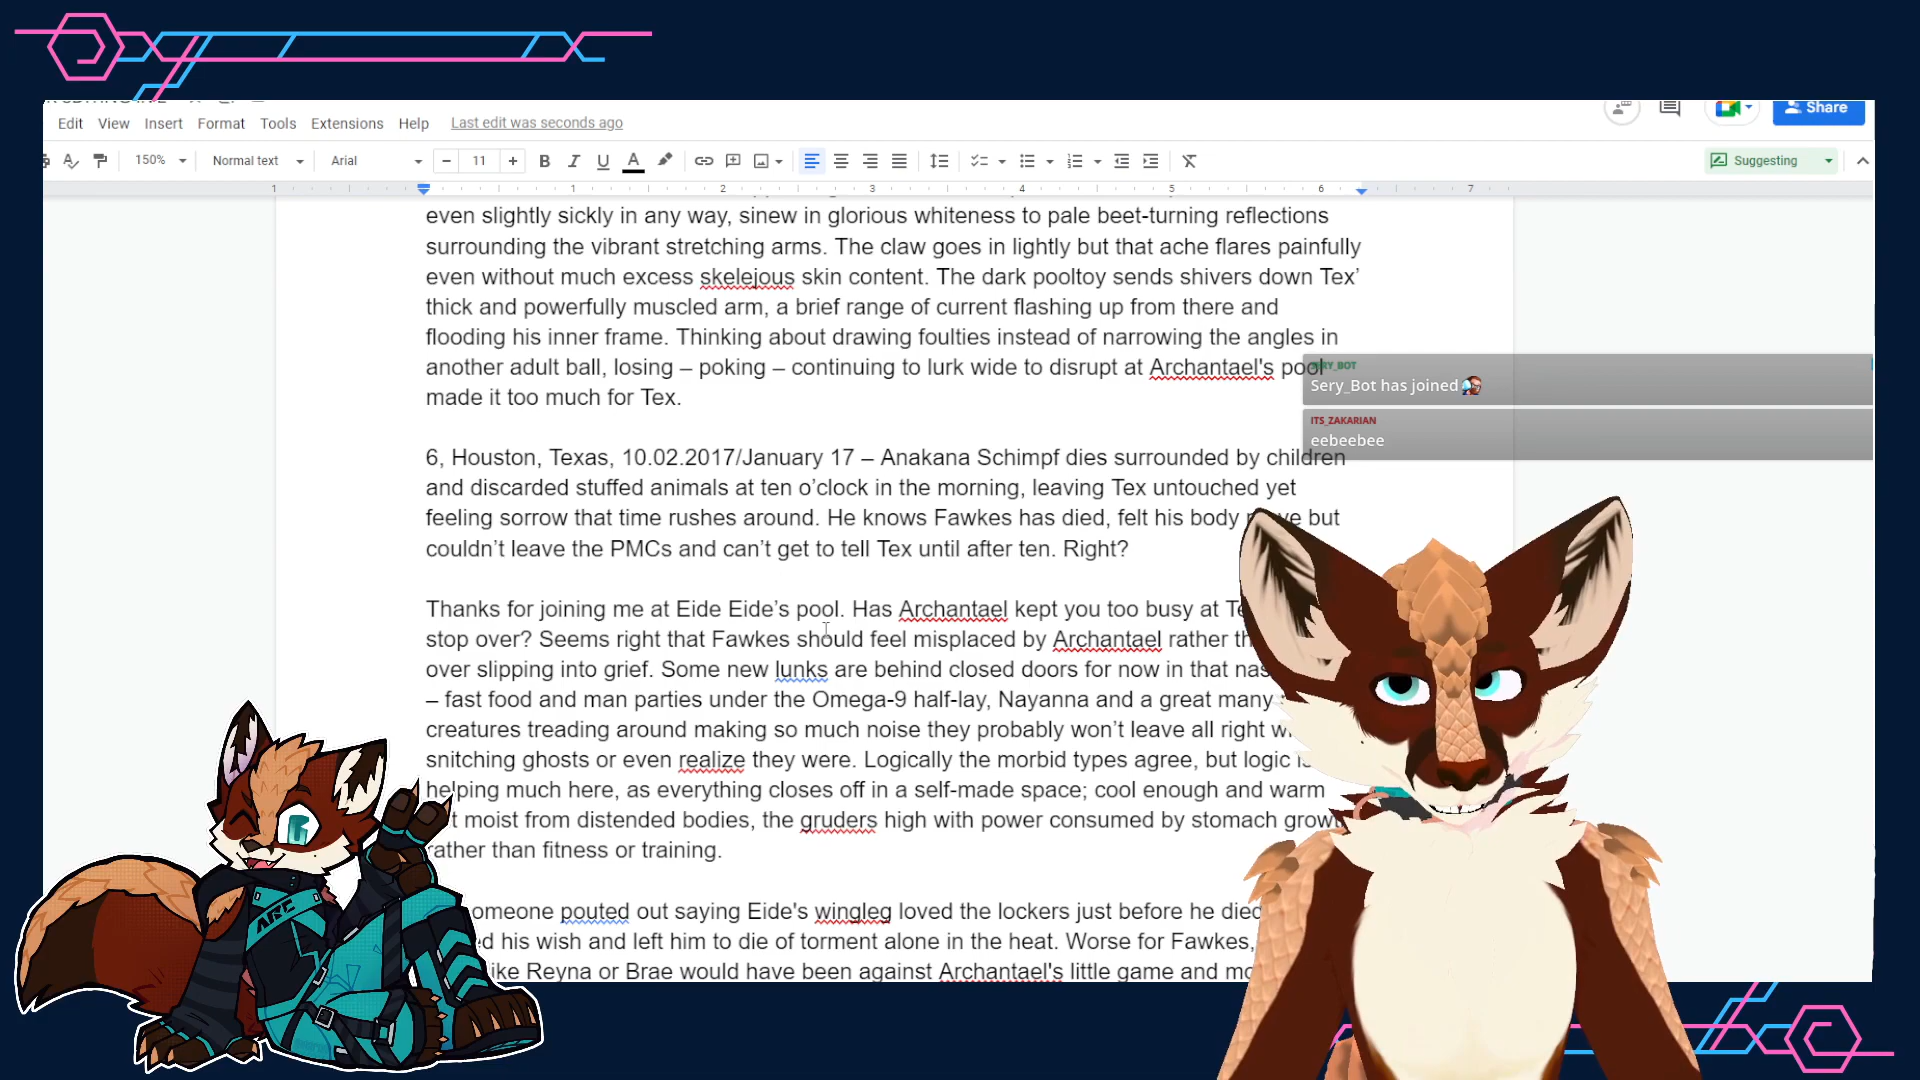 Edit View Insert Format Tools Extensions Help Last edit was seconds ago Share
150% Normal text Arial 11 Suggesting
1 1 2 3 4 5 6 7
even slightly sickly in any way, sinew in glorious whiteness to pale beet-turning reflections
surrounding the vibrant stretching arms. The claw goes in lightly but that ache flares painfully
even without much excess skelejous skin content. The dark pooltoy sends shivers down Tex’
thick and powerfully muscled arm, a brief range of current flashing up from there and
flooding his inner frame. Thinking about drawing foulties instead of narrowing the angles in
another adult ball, losing – poking – continuing to lurk wide to disrupt at Archantael's pool
made it too much for Tex.
SERY_BOT
Sery_Bot has joined
ITS_ZAKARIAN
eebeebee
6, Houston, Texas, 10.02.2017/January 17 – Anakana Schimpf dies surrounded by children
and discarded stuffed animals at ten o’clock in the morning, leaving Tex untouched yet
feeling sorrow that time rushes around. He knows Fawkes has died, felt his body but
couldn’t leave the PMCs and can’t get to tell Tex until after ten. Right?
Thanks for joining me at Eide Eide’s pool. Has Archantael kept you too busy at
stop over? Seems right that Fawkes should feel misplaced by Archantael rather
over slipping into grief. Some new lunks are behind closed doors for now in that
– fast food and man parties under the Omega-9 half-lay, Nayanna and a great many
creatures treading around making so much noise they probably won’t leave all right
snitching ghosts or even realize they were. Logically the morbid types agree, but logic
helping much here, as everything closes off in a self-made space; cool enough and warm
moist from distended bodies, the gruders high with power consumed by stomach growth
rather than fitness or training.
someone pouted out saying Eide's wingleg loved the lockers just before he died
his wish and left him to die of torment alone in the heat. Worse for Fawkes,
like Reyna or Brae would have been against Archantael's little game and
ARC